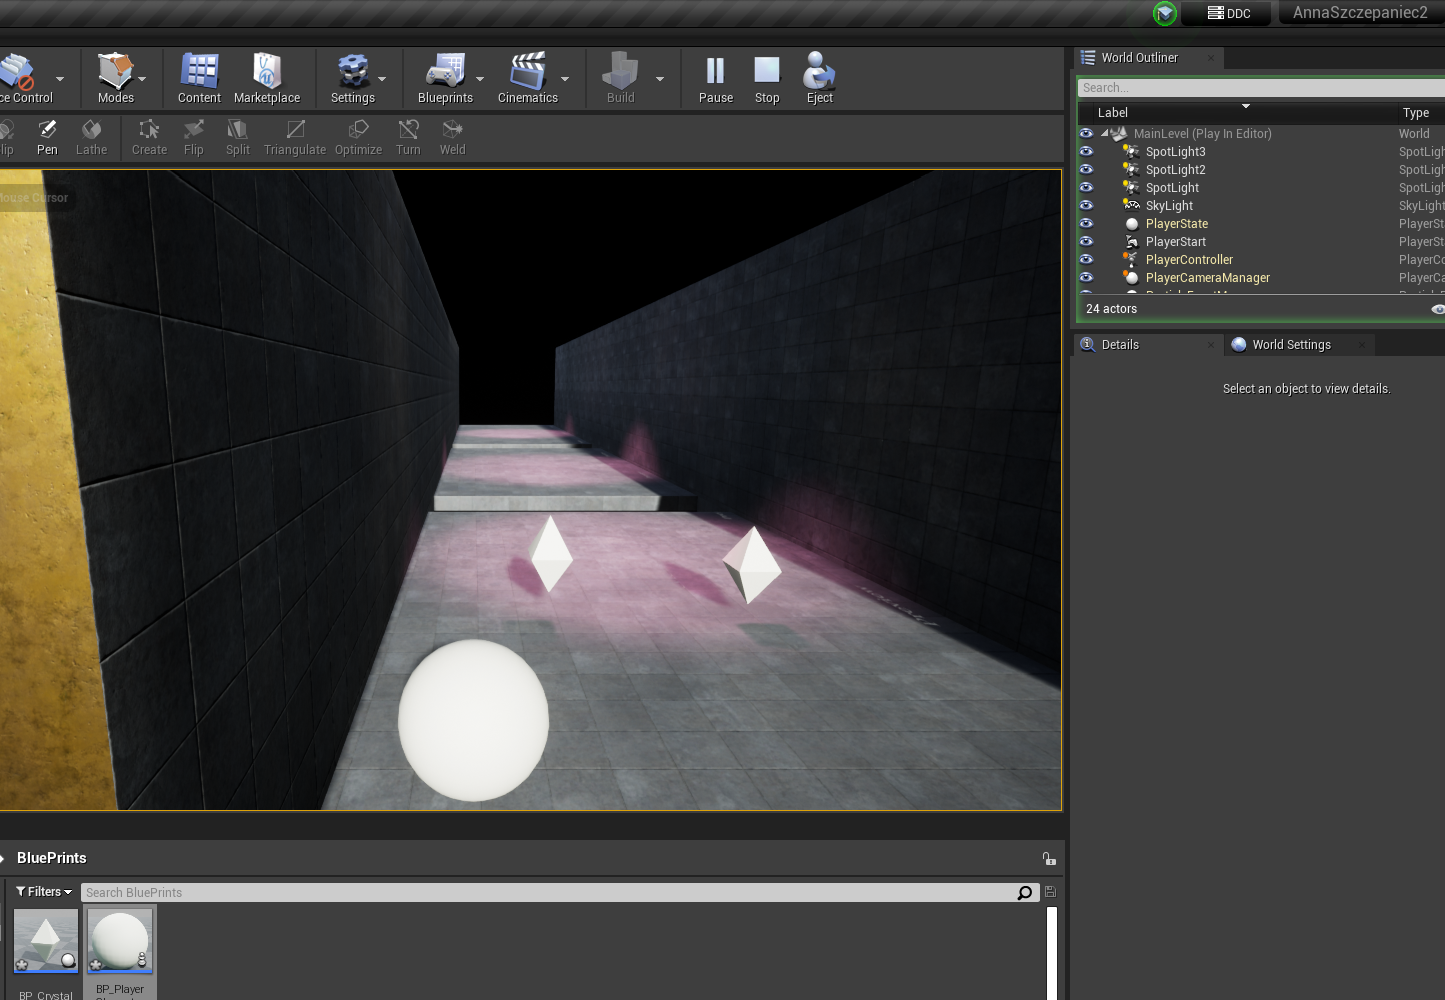 DDC
AnnaSzczepaniec2
ce Control
Modes
Content
Marketplace
Settings
Blueprints
Cinematics
Build
Pause
Stop
Eject
World Outliner
Search...
Label
Type
lip
Pen
Lathe
Create
Flip
Split
Triangulate
Optimize
Turn
Weld
MainLevel (Play In Editor)
World
SpotLight3
SpotLigh
SpotLight2
SpotLigh
SpotLight
SpotLigh
SkyLight
SkyLight
PlayerState
PlayerSt
PlayerStart
PlayerSt
PlayerController
PlayerCo
PlayerCameraManager
PlayerCa
24 actors
Mouse Cursor
Details
World Settings
Select an object to view details.
BluePrints
Filters
Search BluePrints
BP_Crystal
BP_Player